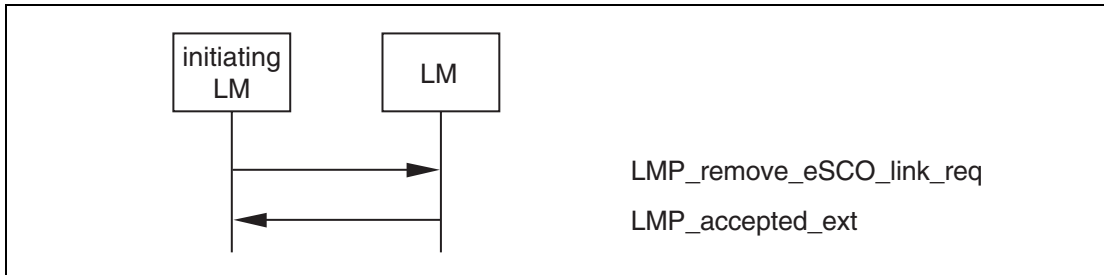 initiating
LM
LM
LMP_remove_eSCO_link_req
LMP_accepted_ext